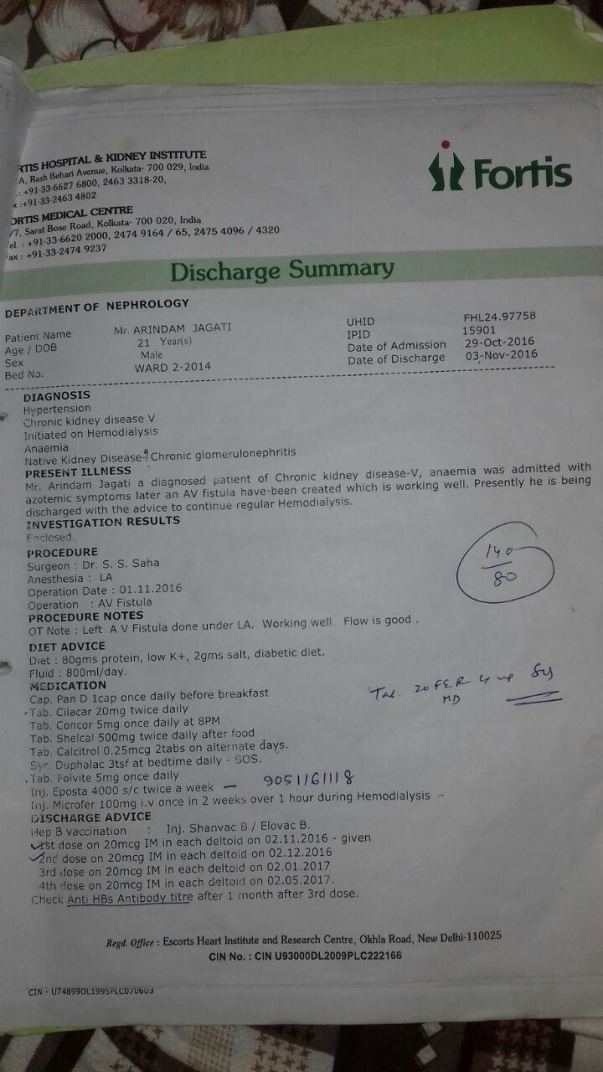 RTIS HOSPITAL & KIDNEY INSTITUTE
A, Rash Behari Avenue, Kolkata- 700 029, India
: +91-33-6627 6800, 2463 3318-20,
x :+91-33-2463 4802
ORTIS MEDICAL CENTRE
/7, Sarat Bose Road, Kolkata- 700 020, India
el. : +91-33-6620 2000, 2474 9164 / 65, 2475 4096 / 4320
ax : +91-33-2474 9237
Fortis
Discharge Summary
DEPARTMENT OF NEPHROLOGY
Patient Name Mr. ARINDAM JAGATI UHID FHL24.97758
Age / DOB 21 Year(s) IPID 15901
Sex Male Date of Admission 29-Oct-2016
Bed No. WARD 2-2014 Date of Discharge 03-Nov-2016
DIAGNOSIS
Hypertension
Chronic kidney disease V
Initiated on Hemodialysis
Anaemia
Native Kidney Disease- Chronic glomerulonephritis
PRESENT ILLNESS
Mr. Arindam Jagati a diagnosed patient of Chronic kidney disease-V, anaemia was admitted with
azotemic symptoms later an AV fistula have been created which is working well. Presently he is being
discharged with the advice to continue regular Hemodialysis.
INVESTIGATION RESULTS
Enclosed.
PROCEDURE
Surgeon : Dr. S. S. Saha
Anesthesia : LA
Operation Date : 01.11.2016
Operation : AV Fistula
140
80
PROCEDURE NOTES
OT Note : Left A V Fistula done under LA. Working well. Flow is good .
DIET ADVICE
Diet : 80gms protein, low K+, 2gms salt, diabetic diet.
Fluid : 800ml/day.
MEDICATION
Cap. Pan D 1cap once daily before breakfast
Tab. Cilacar 20mg twice daily
Tab. Concor 5mg once daily at 8PM
Tab. Shelcal 500mg twice daily after food
Tab. Calcitrol 0.25mcg 2tabs on alternate days.
Syr. Duphalac 3tsf at bedtime daily - SOS.
Tab. Folvite 5mg once daily
Inj. Eposta 4000 s/c twice a week – 9051161118
Inj. Microfer 100mg i.v once in 2 weeks over 1 hour during Hemodialysis –
DISCHARGE ADVICE
Hep B vaccination : Inj. Shanvac B / Elovac B.
1st dose on 20mcg IM in each deltoid on 02.11.2016 - given
2nd dose on 20mcg IM in each deltoid on 02.12.2016
3rd dose on 20mcg IM in each deltoid on 02.01.2017
4th dose on 20mcg IM in each deltoid on 02.05.2017.
Check Anti HBs Antibody titre after 1 month after 3rd dose.
Regd. Office : Escorts Heart Institute and Research Centre, Okhla Road, New Delhi-110025
CIN No. : CIN U93000DL2009PLC222166
CIN - U74899DL1995PLC070603